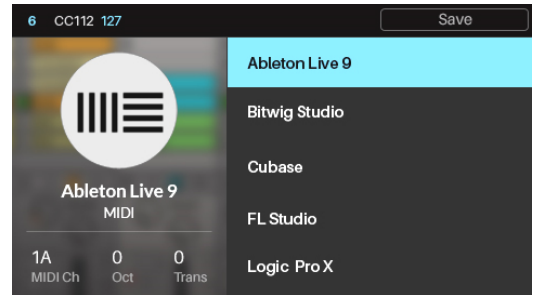 6 CC112 127
Save
Ableton Live 9
MIDI
1A 0 0
MIDI Ch Oct Trans
Ableton Live 9
Bitwig Studio
Cubase
FL Studio
Logic Pro X